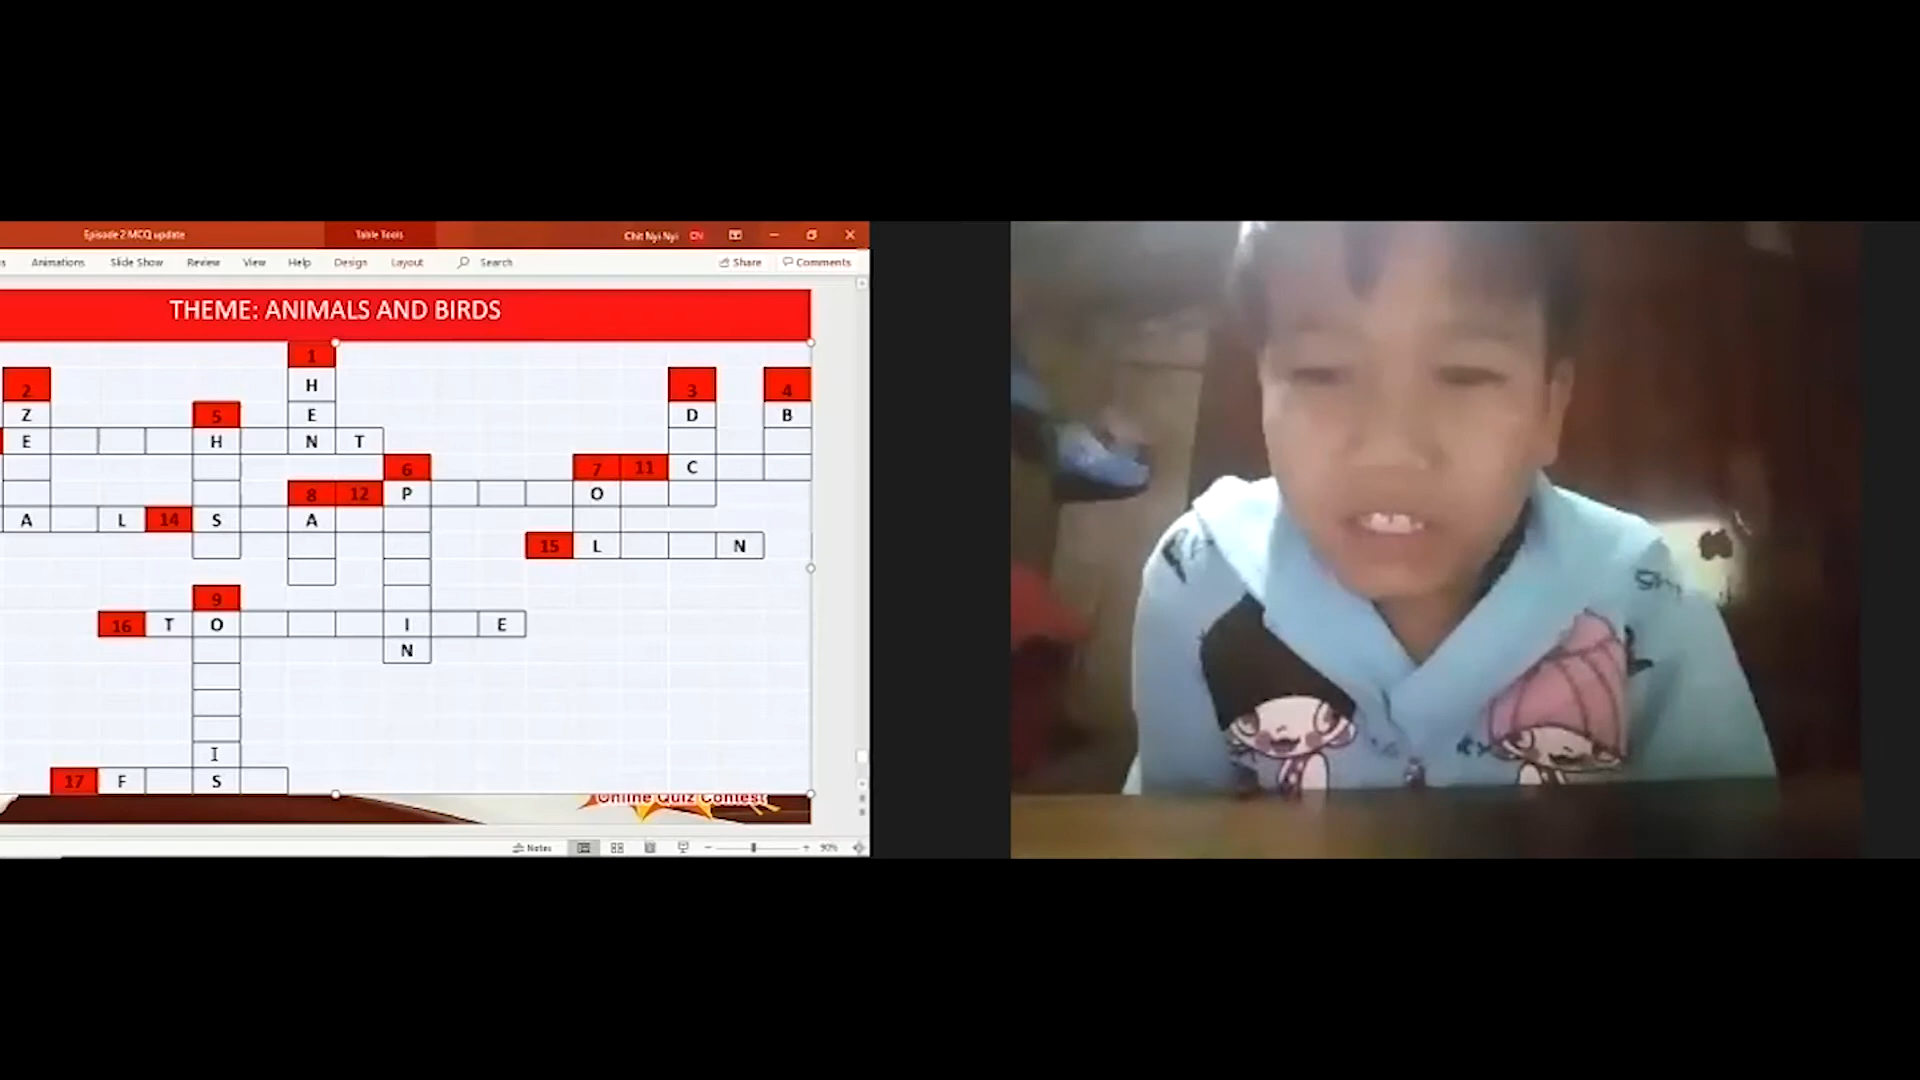 Episode 2 MCQ update Table Tools Chit Nyi Nyi CN
Animations Slide Show Review View Help Design Layout Search Share Comments
THEME: ANIMALS AND BIRDS
1
2 H 3 4
Z 5 E D B
E H N T
6 7 11 C
8 12 P O
A L 14 S A
15 L N
9
16 T O I E
N
I
17 F S
Online Quiz Contest
Notes 90%